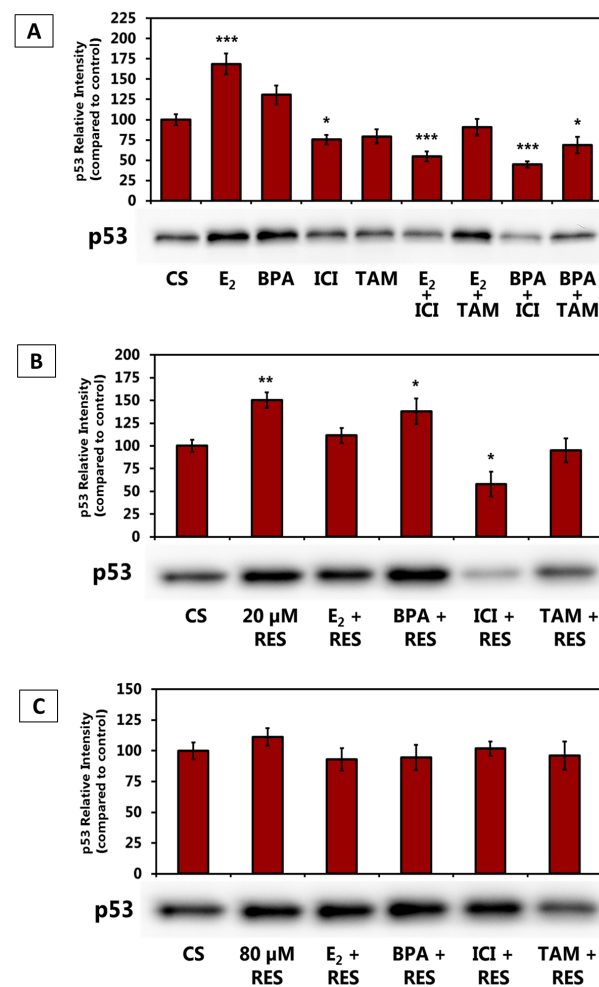 A
p53 Relative Intensity
(compared to control)
225
200
175
150
125
100
75
50
25
0
***
*
***
***
*
p53
CS E₂ BPA ICI TAM E₂ + ICI E₂ + TAM BPA + ICI BPA + TAM
B
p53 Relative Intensity
(compared to control)
200
175
150
125
100
75
50
25
0
**
*
*
p53
CS 20 µM E₂ + BPA + ICI + TAM +
RES RES RES RES RES
C
p53 Relative Intensity
(compared to control)
150
125
100
75
50
25
0
p53
CS 80 µM E₂ + BPA + ICI + TAM +
RES RES RES RES RES